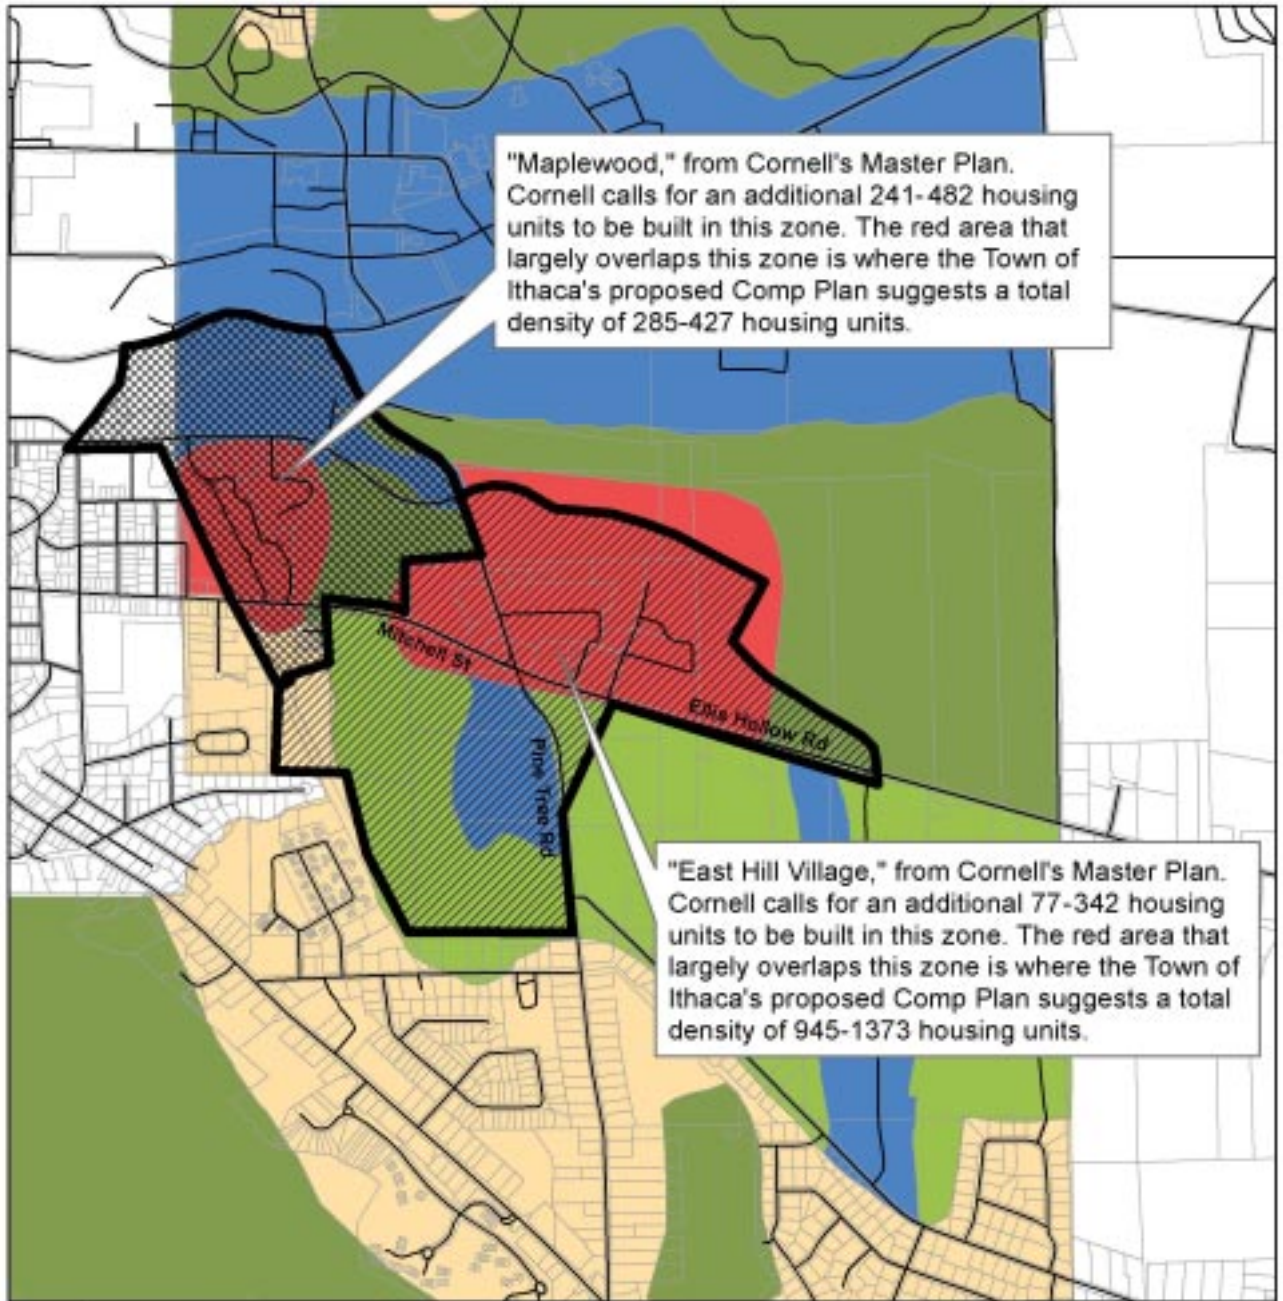 "Maplewood," from Cornell's Master Plan.
Cornell calls for an additional 241-482 housing
units to be built in this zone. The red area that
largely overlaps this zone is where the Town of
Ithaca's proposed Comp Plan suggests a total
density of 285-427 housing units.
Mitchell St
Ellis Hollow Rd
Pine Tree Rd
"East Hill Village," from Cornell's Master Plan.
Cornell calls for an additional 77-342 housing
units to be built in this zone. The red area that
largely overlaps this zone is where the Town of
Ithaca's proposed Comp Plan suggests a total
density of 945-1373 housing units.